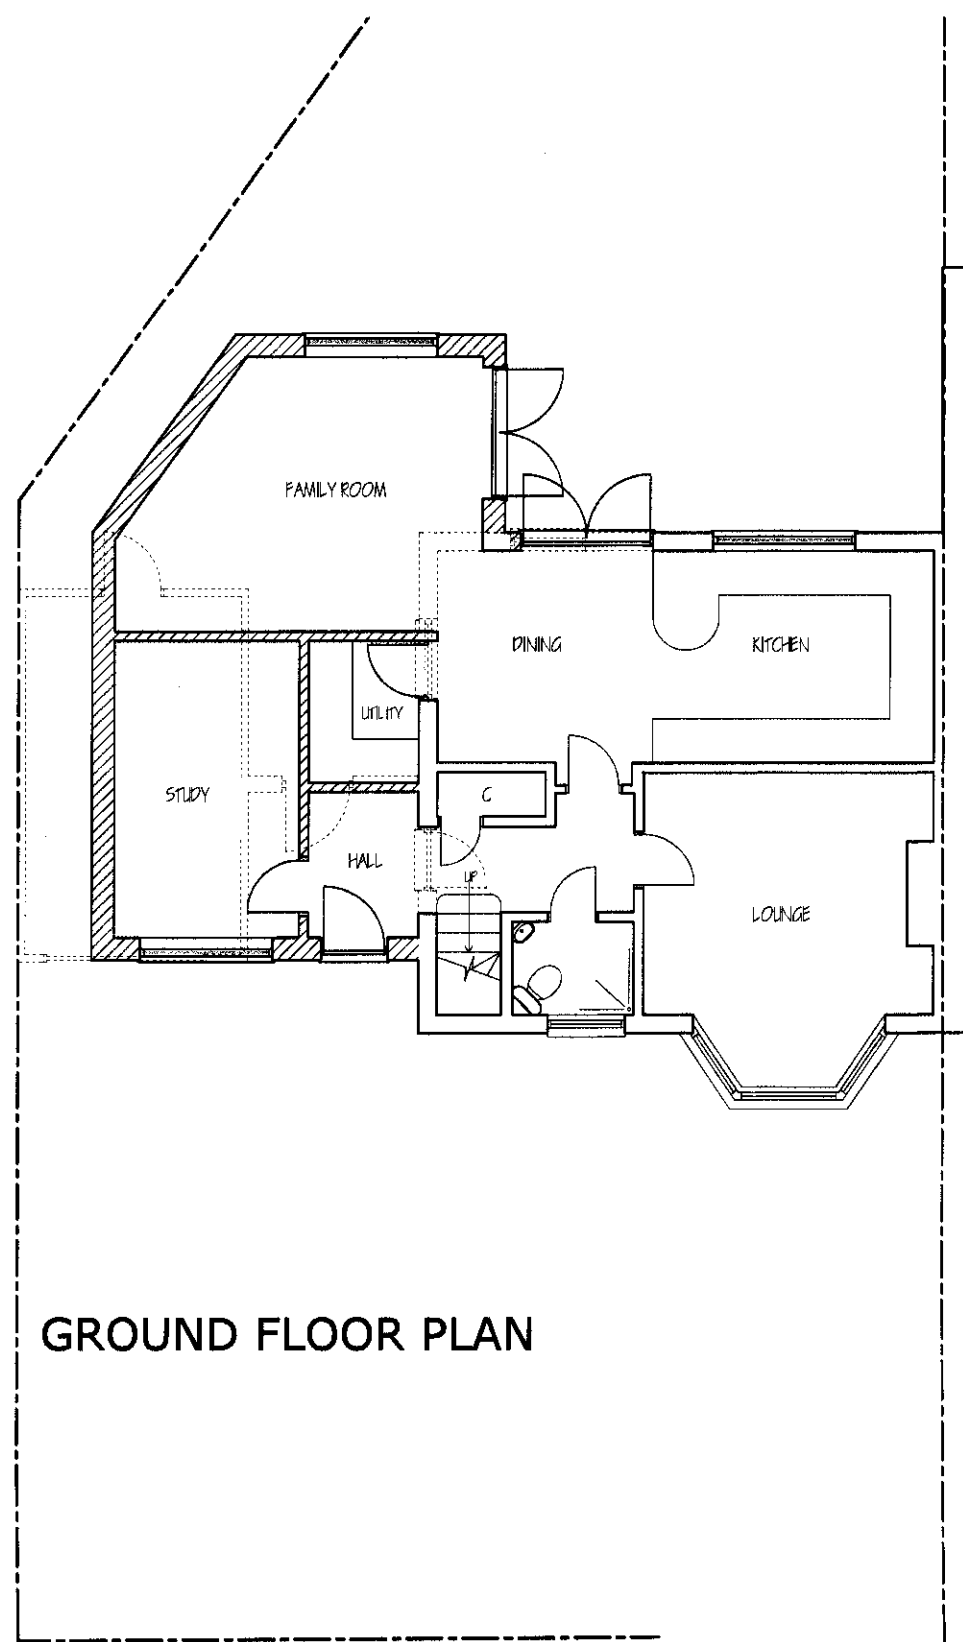 FAMILY ROOM
DINING
KITCHEN
UTILITY
STUDY
C
HALL
UP
LOUNGE
GROUND FLOOR PLAN